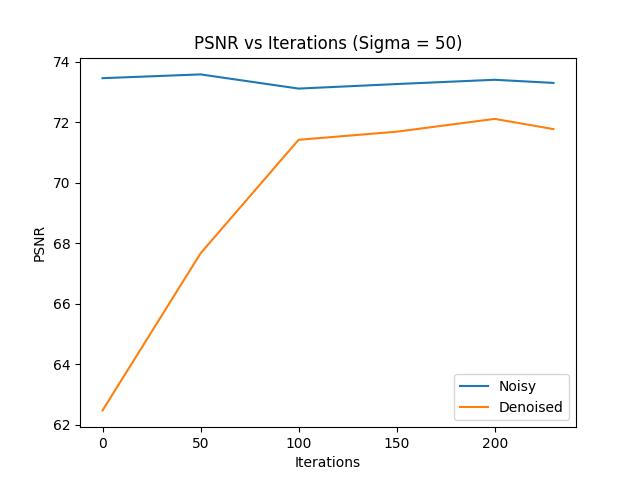 PSNR vs Iterations (Sigma = 50)
74
72
70
68
66
64
62
PSNR
0 50 100 150 200
Iterations
Noisy
Denoised